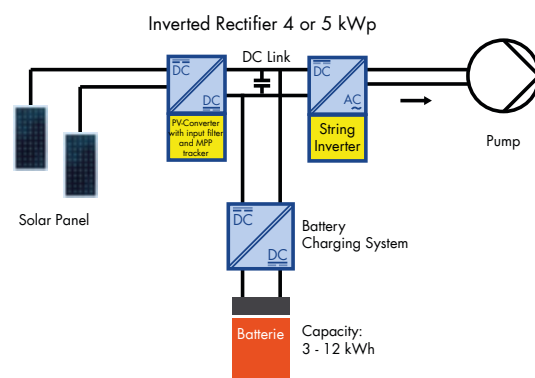 Inverted Rectifier 4 or 5 kWp
DC Link
DC
DC
PV-Converter
with input filter
and MPP
tracker
DC
AC
String
Inverter
Pump
Solar Panel
DC
DC
Battery
Charging System
Batterie
Capacity:
3 - 12 kWh